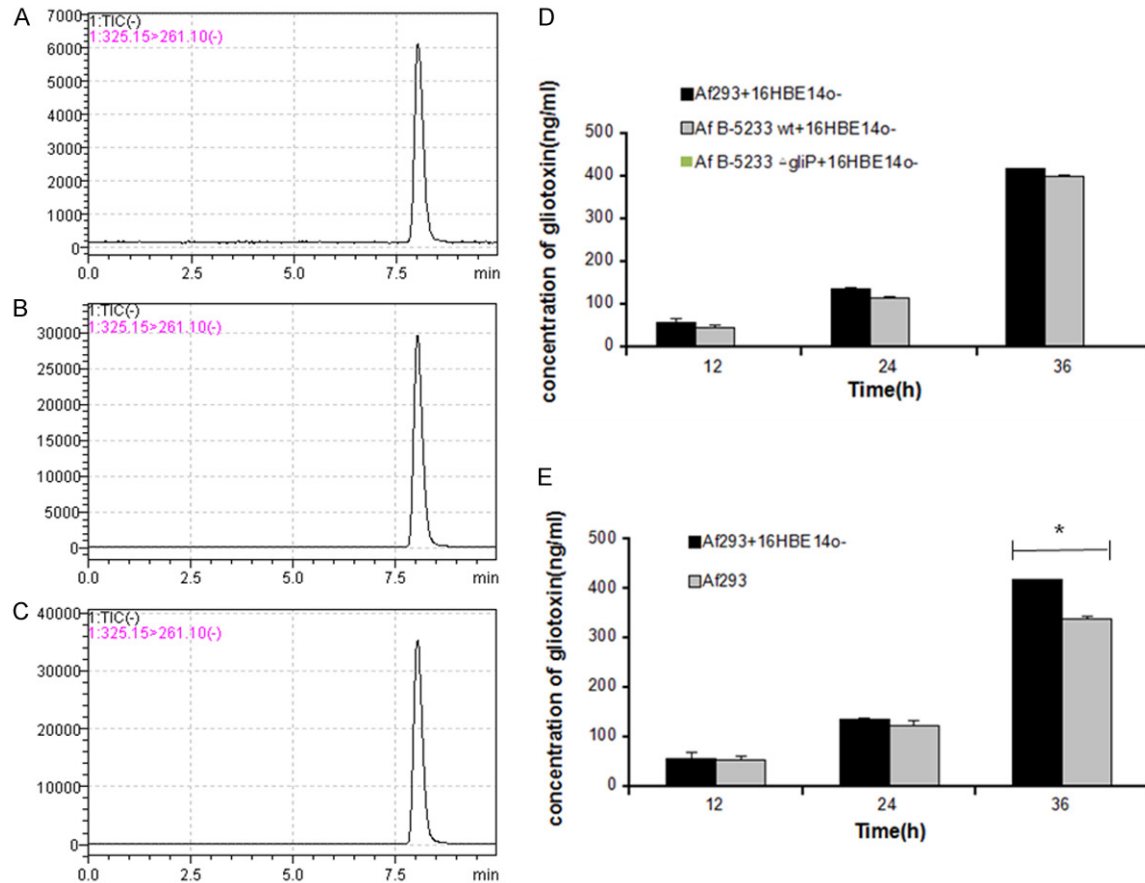 A
1:TIC(-)
1:325.15>261.10(-)
7000
6000
5000
4000
3000
2000
1000
0
0.0 2.5 5.0 7.5 min
B
1:TIC(-)
1:325.15>261.10(-)
30000
25000
20000
15000
10000
5000
0
0.0 2.5 5.0 7.5 min
C
1:TIC(-)
1:325.15>261.10(-)
40000
30000
20000
10000
0
0.0 2.5 5.0 7.5 min
D
Af293+16HBE14o-
Af B-5233 wt+16HBE14o-
Af B-5233 gliP+16HBE14o-
concentration of gliotoxin(ng/ml)
500
400
300
200
100
0
12 24 36
Time(h)
E
Af293+16HBE14o-
Af293
*
concentration of gliotoxin(ng/ml)
500
400
300
200
100
0
12 24 36
Time(h)